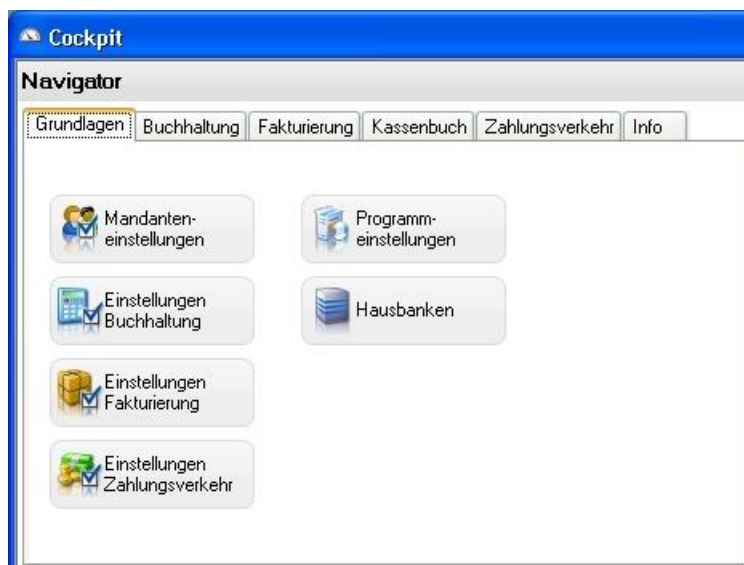 Cockpit
Navigator
Grundlagen Buchhaltung Fakturierung Kassenbuch Zahlungsverkehr Info
Mandanten-
einstellungen
Programm-
einstellungen
Einstellungen
Buchhaltung
Hausbanken
Einstellungen
Fakturierung
Einstellungen
Zahlungsverkehr